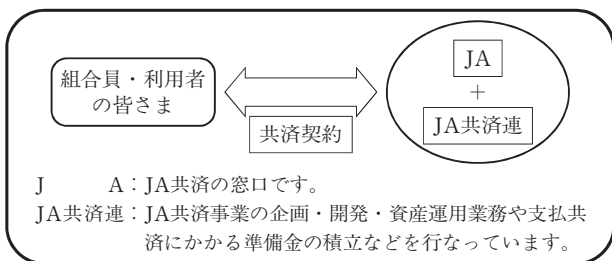 組合員・利用者
の皆さま
共済契約
JA
+
JA共済連
J　　　A：JA共済の窓口です。
JA共済連：JA共済事業の企画・開発・資産運用業務や支払共
済にかかる準備金の積立などを行なっています。